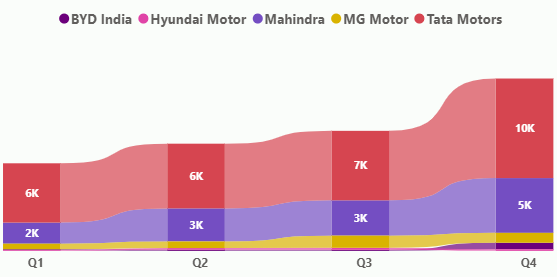 BYD India Hyundai Motor Mahindra MG Motor Tata Motors
10K
6K
7K
6K
5K
3K
3K
2K
Q1 Q2 Q3 Q4